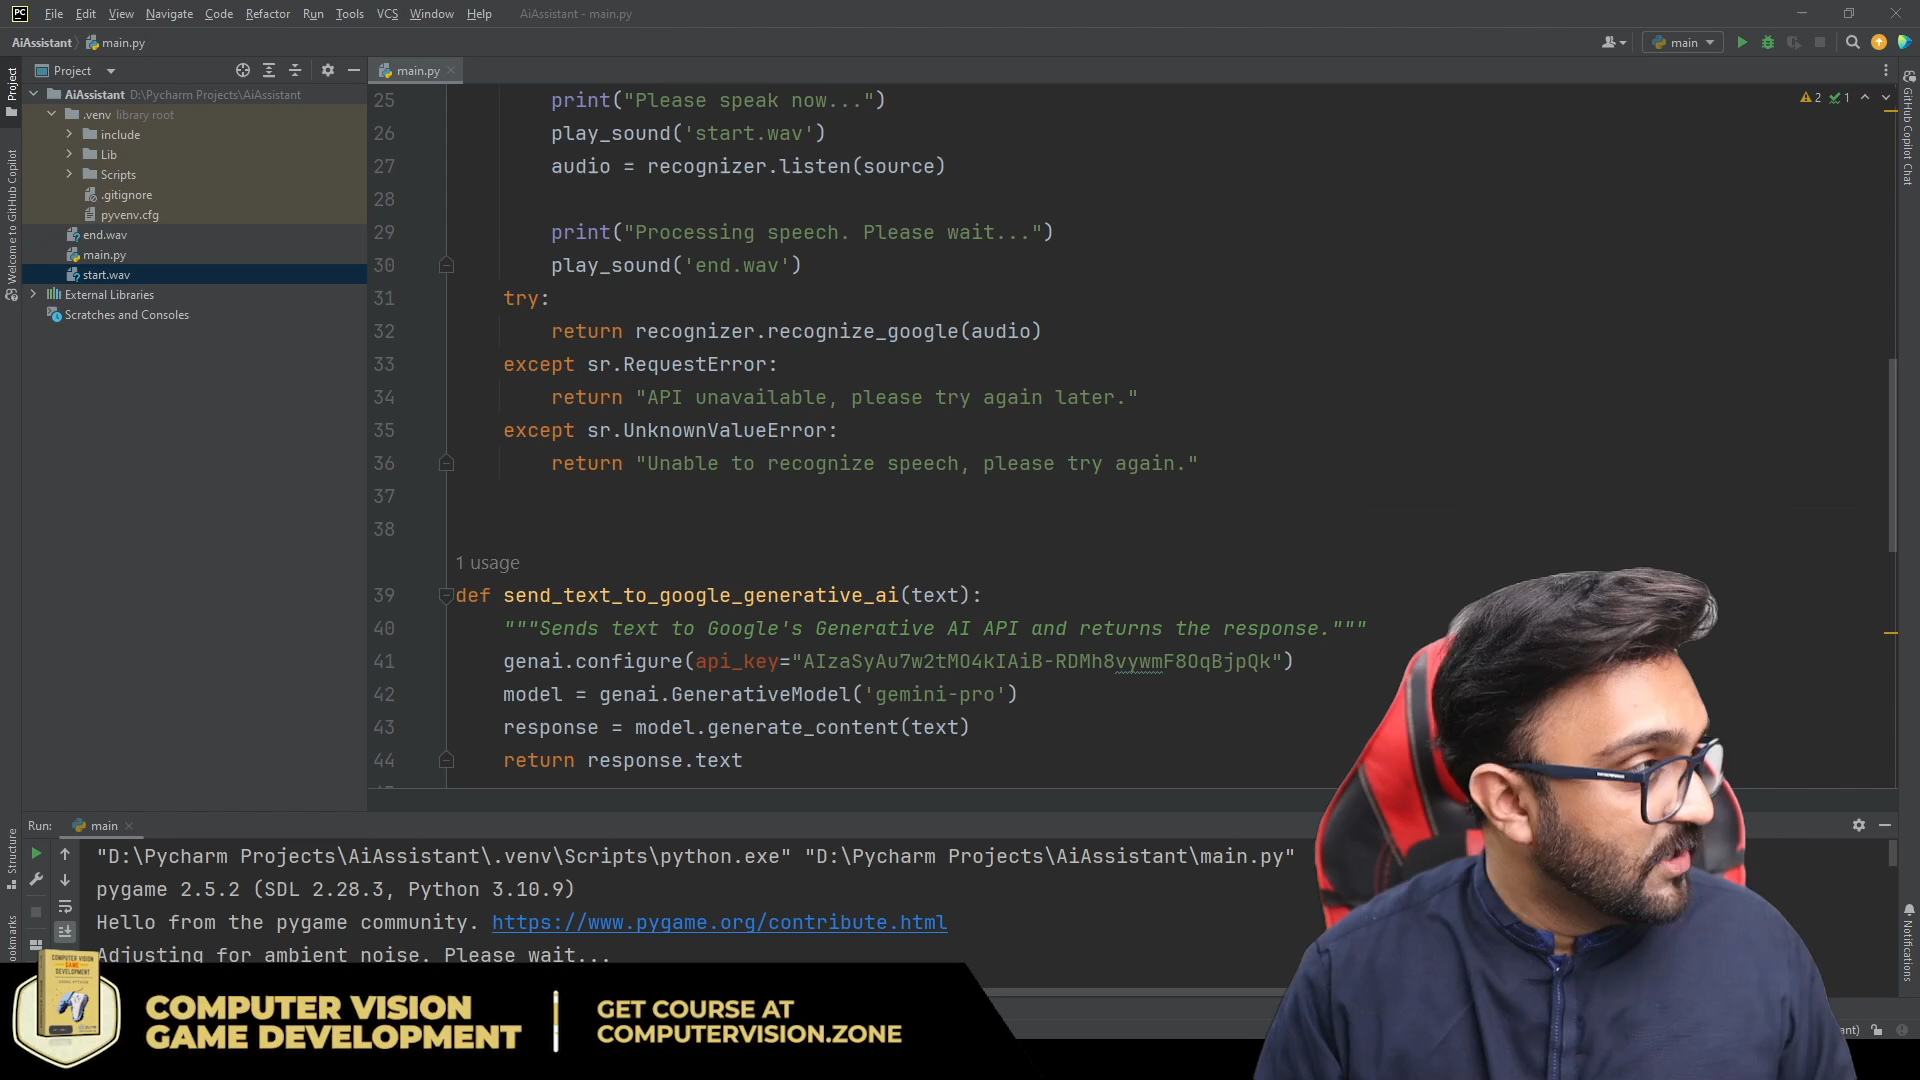 PC File Edit View Navigate Code Refactor Run Tools VCS Window Help AiAssistant - main.py
AiAssistant main.py
main
Project
main.py
AiAssistant D:\Pycharm Projects\AiAssistant
.venv library root
include
Lib
Scripts
.gitignore
pyvenv.cfg
end.wav
main.py
start.wav
External Libraries
Scratches and Consoles
Project
Welcome to GitHub Copilot
Structure
GitHub Copilot Chat
Notifications
2 1
25 print("Please speak now...")
26 play_sound('start.wav')
27 audio = recognizer.listen(source)
28
29 print("Processing speech. Please wait...")
30 play_sound('end.wav')
31 try:
32 return recognizer.recognize_google(audio)
33 except sr.RequestError:
34 return "API unavailable, please try again later."
35 except sr.UnknownValueError:
36 return "Unable to recognize speech, please try again."
37
38
1 usage
39 def send_text_to_google_generative_ai(text):
40 """Sends text to Google's Generative AI API and returns the response."""
41 genai.configure(api_key="AIzaSyAu7w2tMO4kIAiB-RDMh8vywmF8OqBjpQk")
42 model = genai.GenerativeModel('gemini-pro')
43 response = model.generate_content(text)
44 return response.text
Run: main
"D:\Pycharm Projects\AiAssistant\.venv\Scripts\python.exe" "D:\Pycharm Projects\AiAssistant\main.py"
pygame 2.5.2 (SDL 2.28.3, Python 3.10.9)
Hello from the pygame community. https://www.pygame.org/contribute.html
Adjusting for ambient noise. Please wait...
COMPUTER VISION
GAME DEVELOPMENT
GET COURSE AT
COMPUTERVISION.ZONE